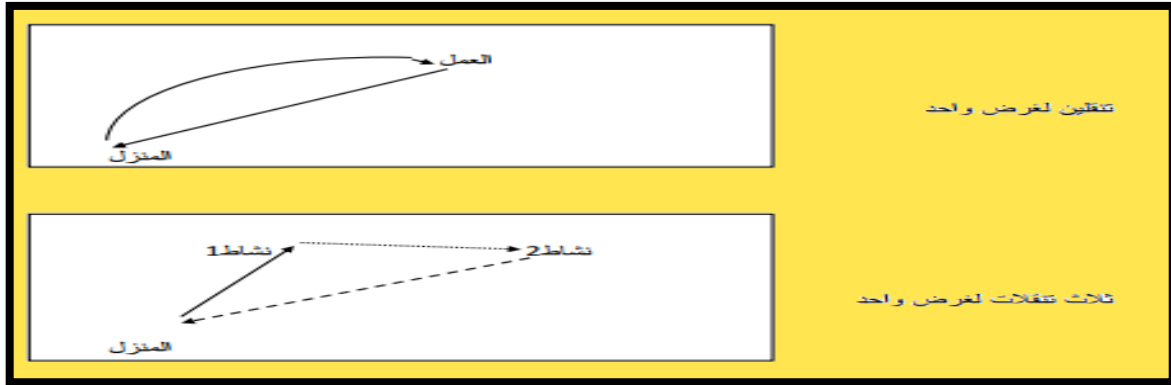 العمل
تنقلين لغرض واحد
المنزل
نشاط1
نشاط2
ثلاث تنقلات لغرض واحد
المنزل